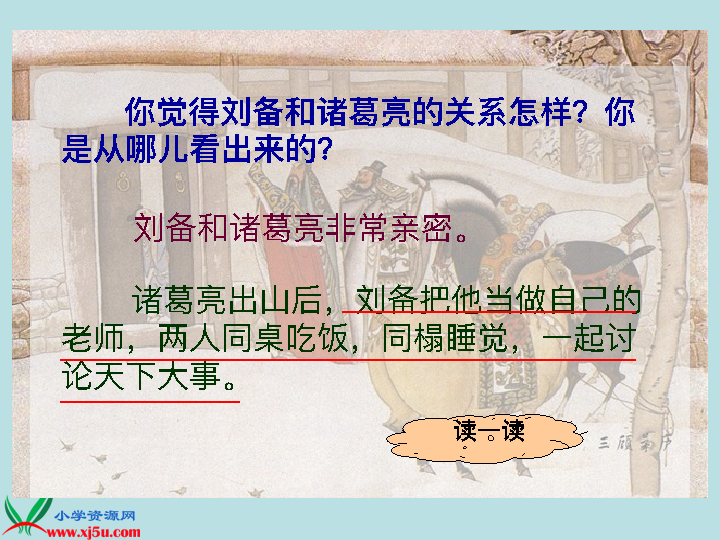 你觉得刘备和诸葛亮的关系怎样？你
是从哪儿看出来的？
刘备和诸葛亮非常亲密。
诸葛亮出山后，刘备把他当做自己的
老师，两人同桌吃饭，同榻睡觉，一起讨
论天下大事。
读一读
。
三顾茅庐
小学资源网
www.xj5u.com